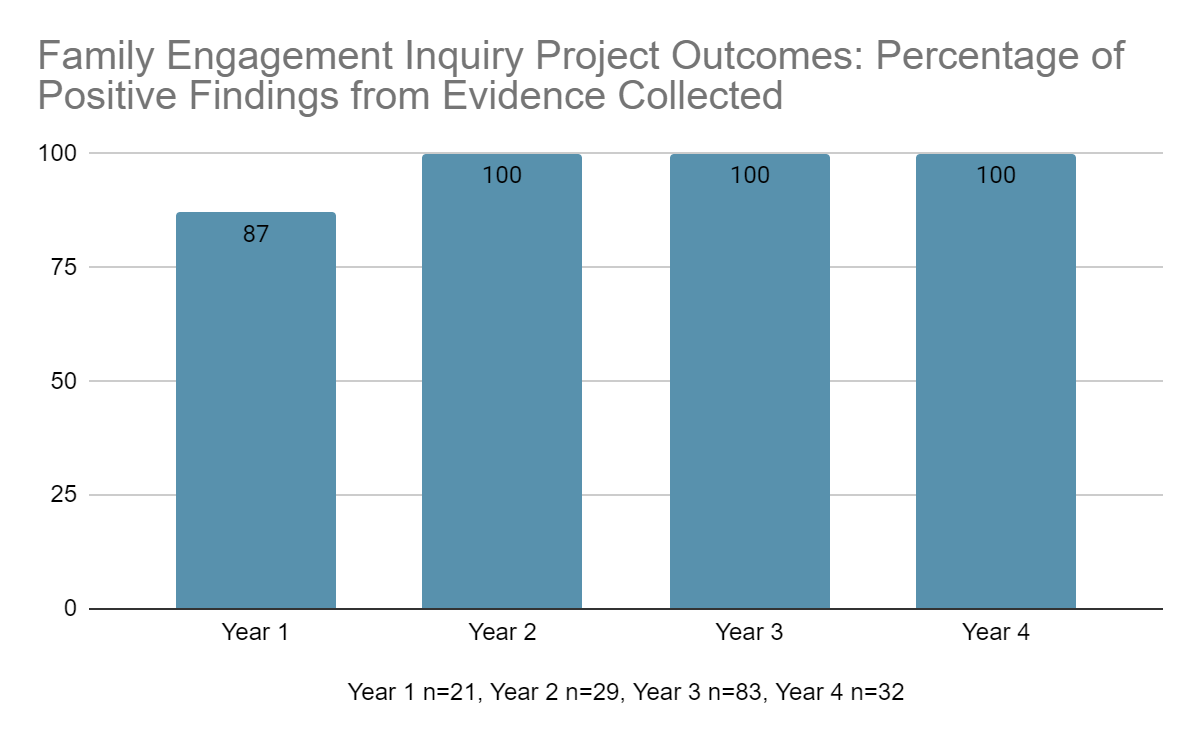 Family Engagement Inquiry Project Outcomes: Percentage of
Positive Findings from Evidence Collected
100
75
50
25
0
87
100
100
100
Year 1
Year 2
Year 3
Year 4
Year 1 n=21, Year 2 n=29, Year 3 n=83, Year 4 n=32